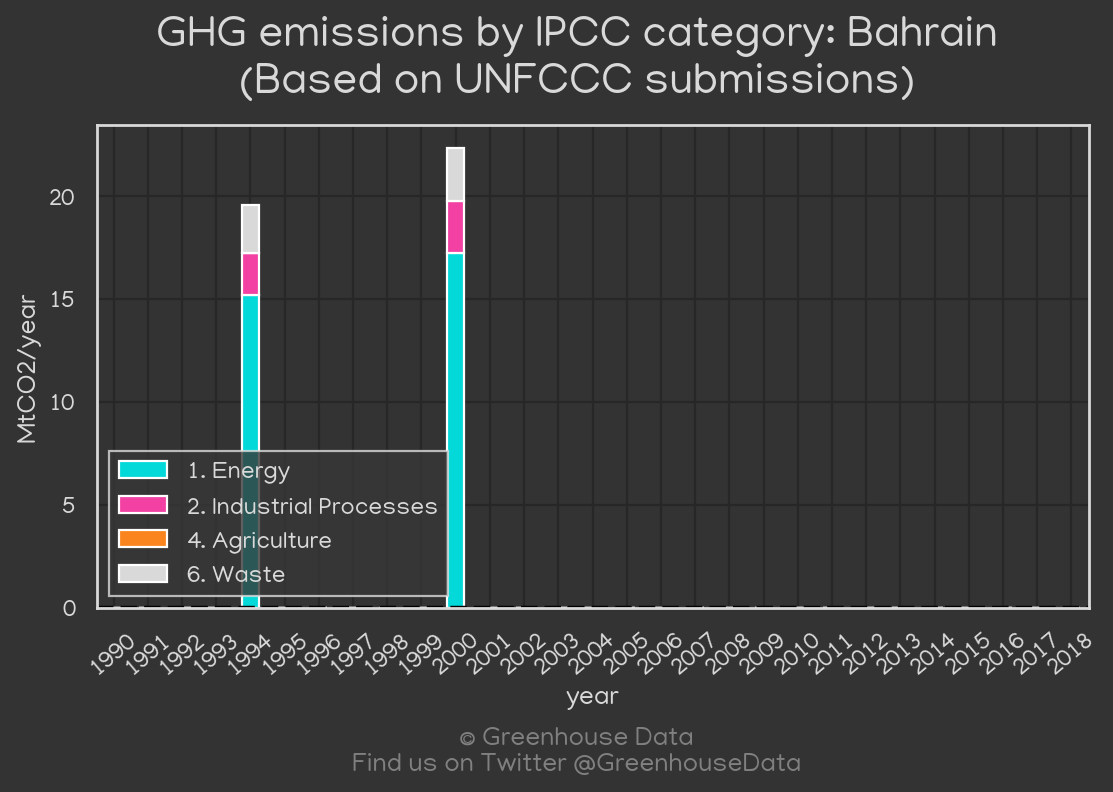 GHG emissions by IPCC category: Bahrain
(Based on UNFCCC submissions)
MtCO2/year
20
15
10
5
0
1. Energy
2. Industrial Processes
4. Agriculture
6. Waste
1990 1991 1992 1993 1994 1995 1996 1997 1998 1999 2000 2001 2002 2003 2004 2005 2006 2007 2008 2009 2010 2011 2012 2013 2014 2015 2016 2017 2018
year
© Greenhouse Data
Find us on Twitter @GreenhouseData